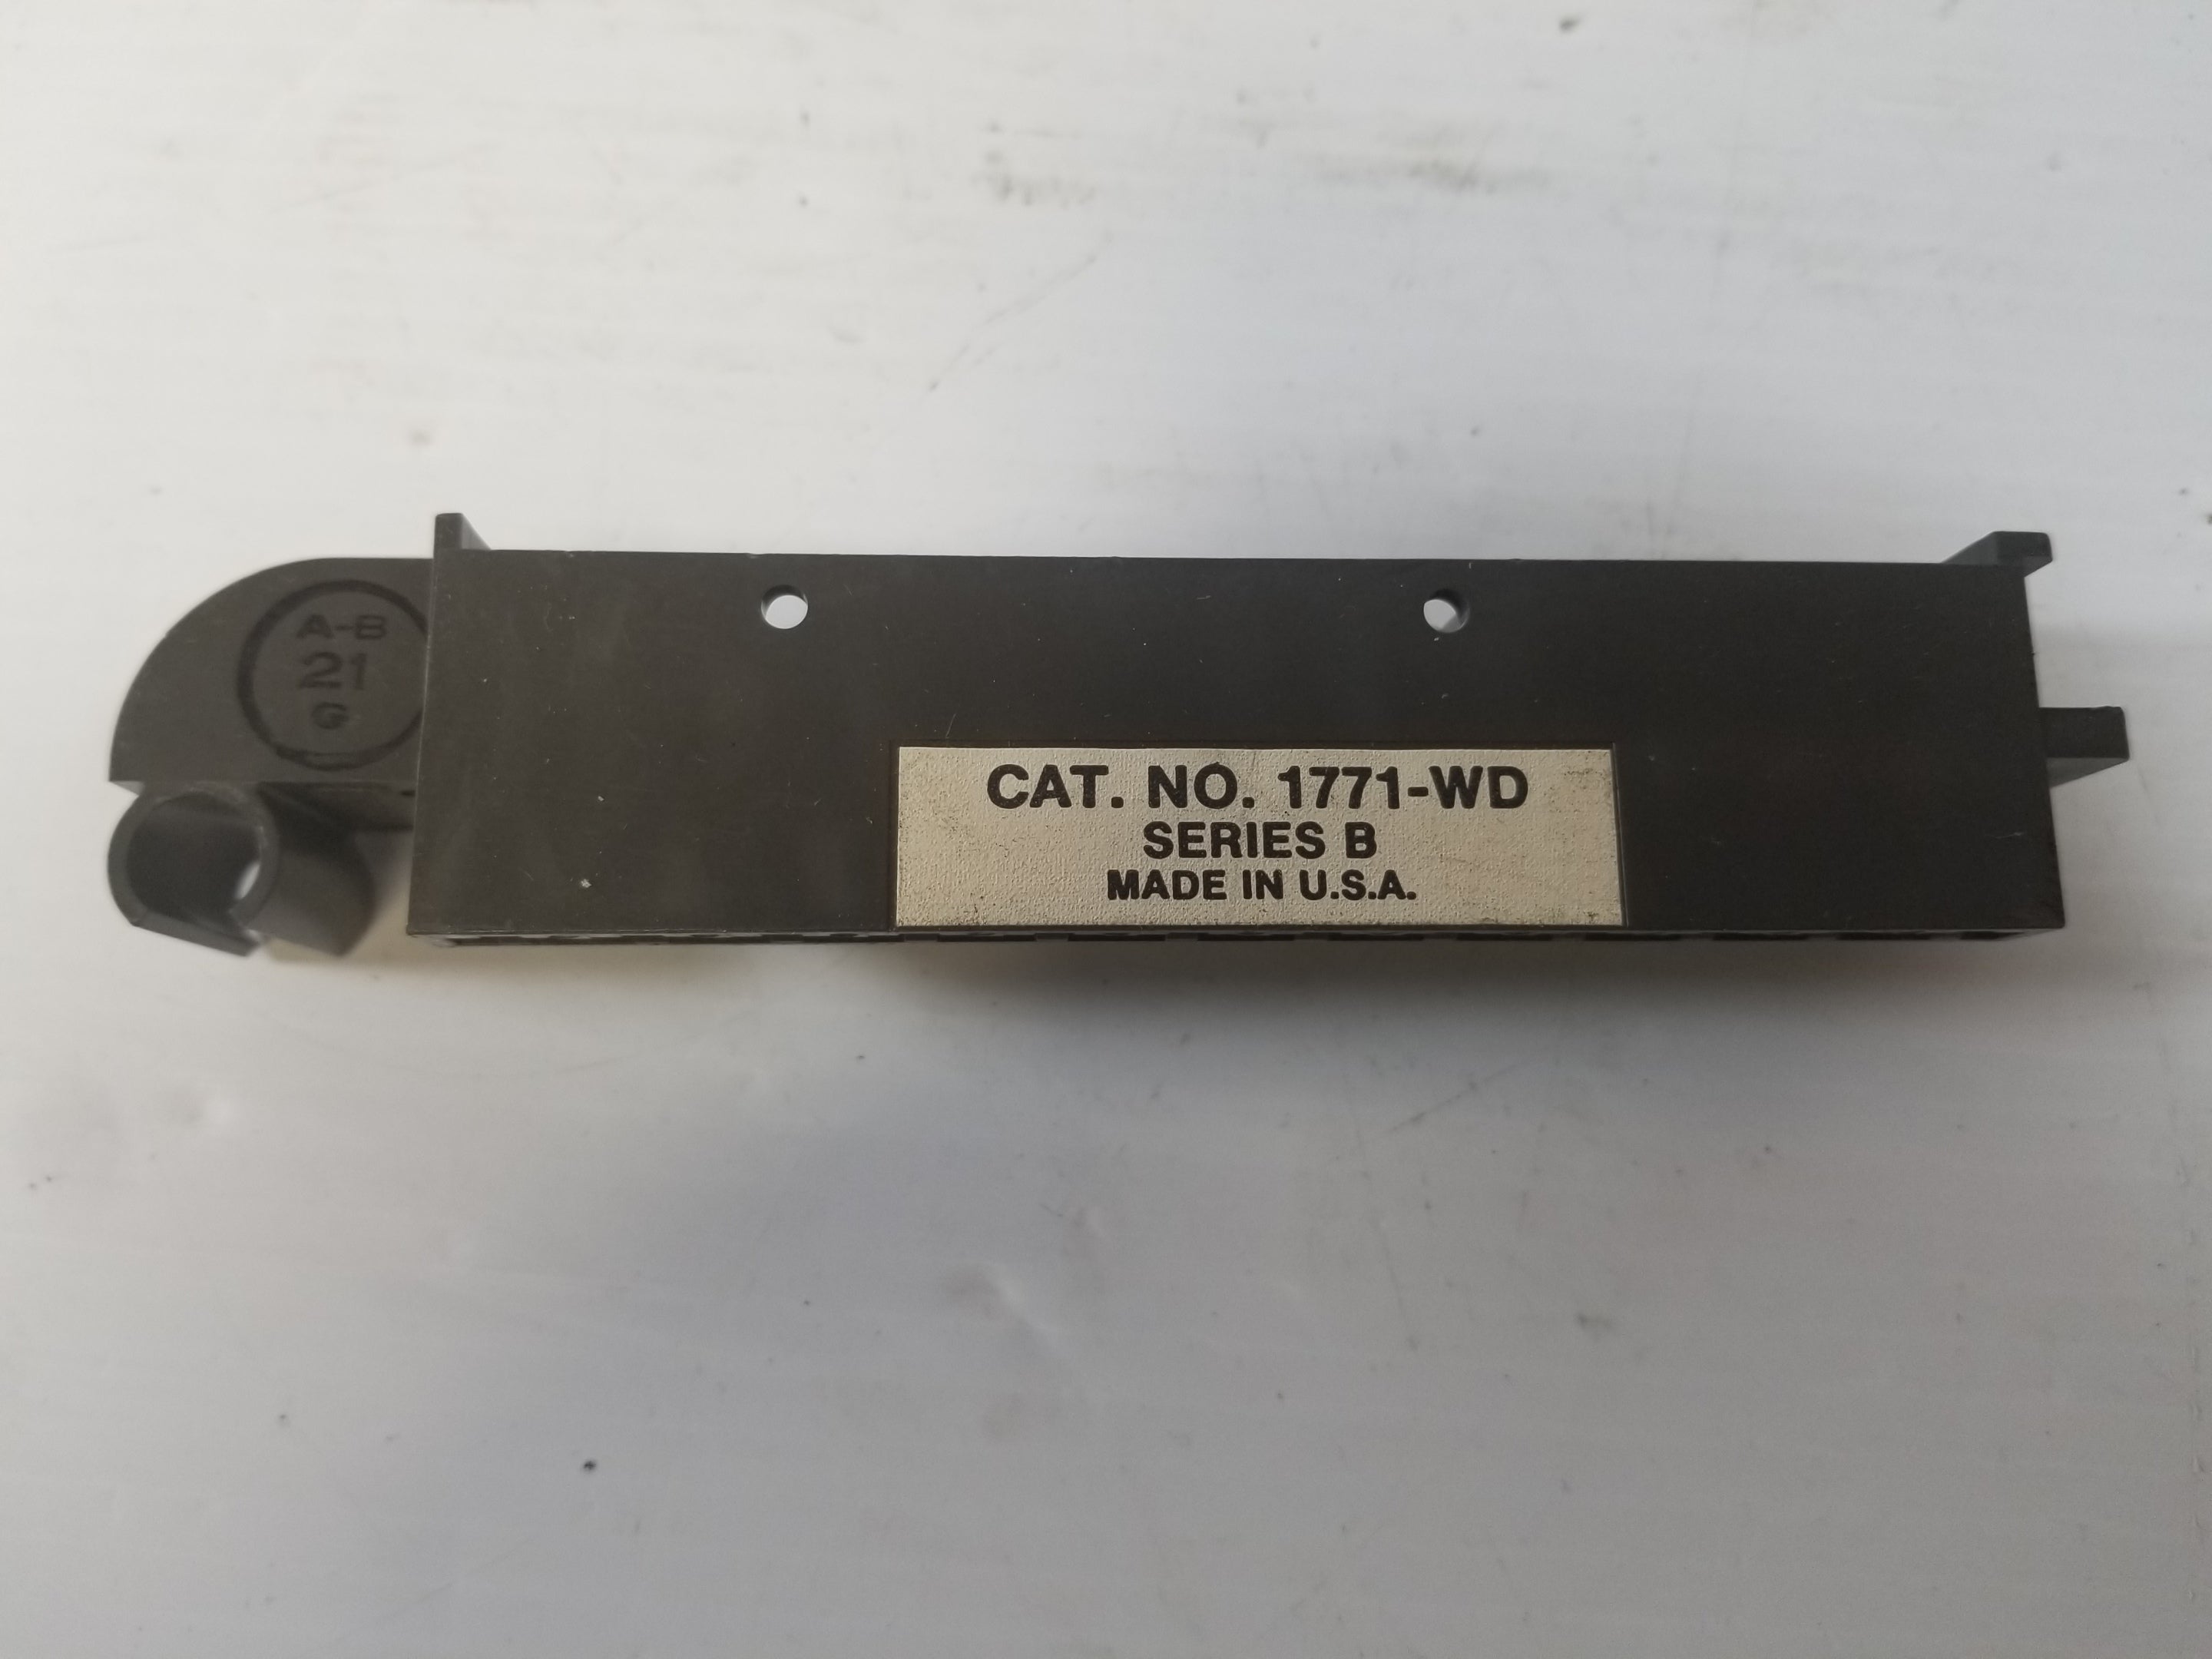 A-B
21
G
CAT. NO. 1771-WD
SERIES B
MADE IN U.S.A.